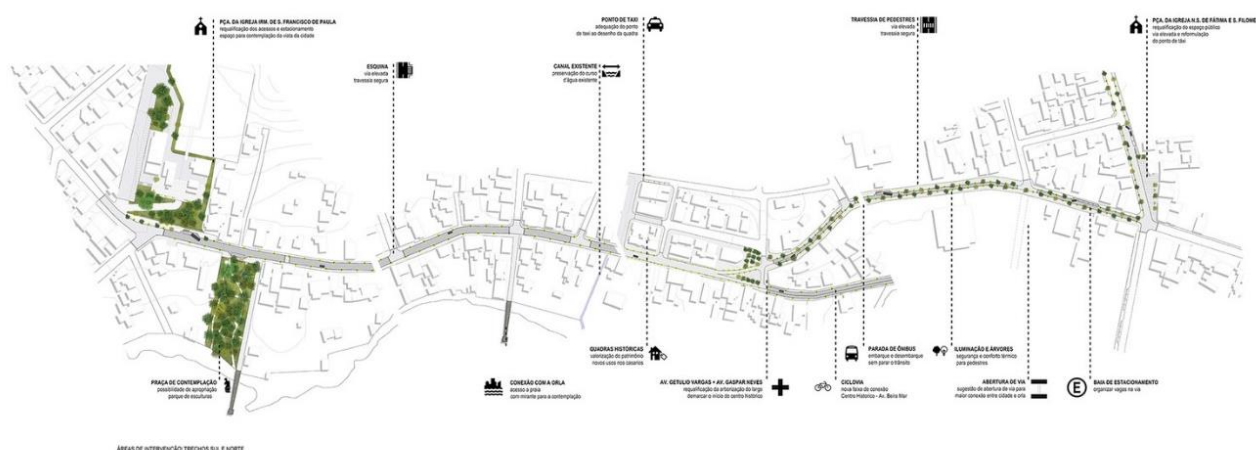 PÇA. DA IGREJA IRM. DE S. FRANCISCO DE PAULA
requalificação dos acessos e estacionamento
espaço para contemplação da vista da cidade
ESQUINA
via elevada
travessia segura
CANAL EXISTENTE
preservação do curso
d'água existente
PONTO DE TAXI
adequação do ponto
de taxi ao desenho da quadra
TRAVESSIA DE PEDESTRES
via elevada
travessia segura
PÇA. DA IGREJA N.S. DE FÁTIMA E S. FILOME
requalificação do espaço público
via elevada e reformulação
do ponto de táxi
PRAÇA DE CONTEMPLAÇÃO
possibilidade de apropriação
parque de esculturas
CONEXÃO COM A ORLA
acesso a praia
com mirante para a contemplação
QUADRAS HISTÓRICAS
valorização do patrimônio
novos usos nos casarios
AV. GETULIO VARGAS + AV. GASPAR NEVES
requalificação da arborização do largo
demarcar o início do centro histórico
CICLOVIA
nova faixa de conexão
Centro Histórico - Av. Beira Mar
PARADA DE ÔNIBUS
embarque e desembarque
sem parar o trânsito
ILUMINAÇÃO E ÁRVORES
segurança e conforto térmico
para pedestres
ABERTURA DE VIA
sugestão de abertura de via para
maior conexão entre cidade e orla
E
BAIA DE ESTACIONAMENTO
organizar vagas na via
ÁREAS DE INTERVENÇÃO: TRECHOS SUL E NORTE